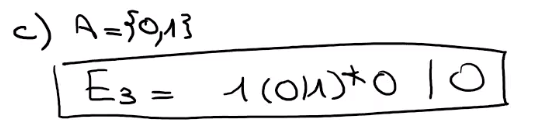 c) A={0,1}
E3 = 1(0|1)*0 | 0